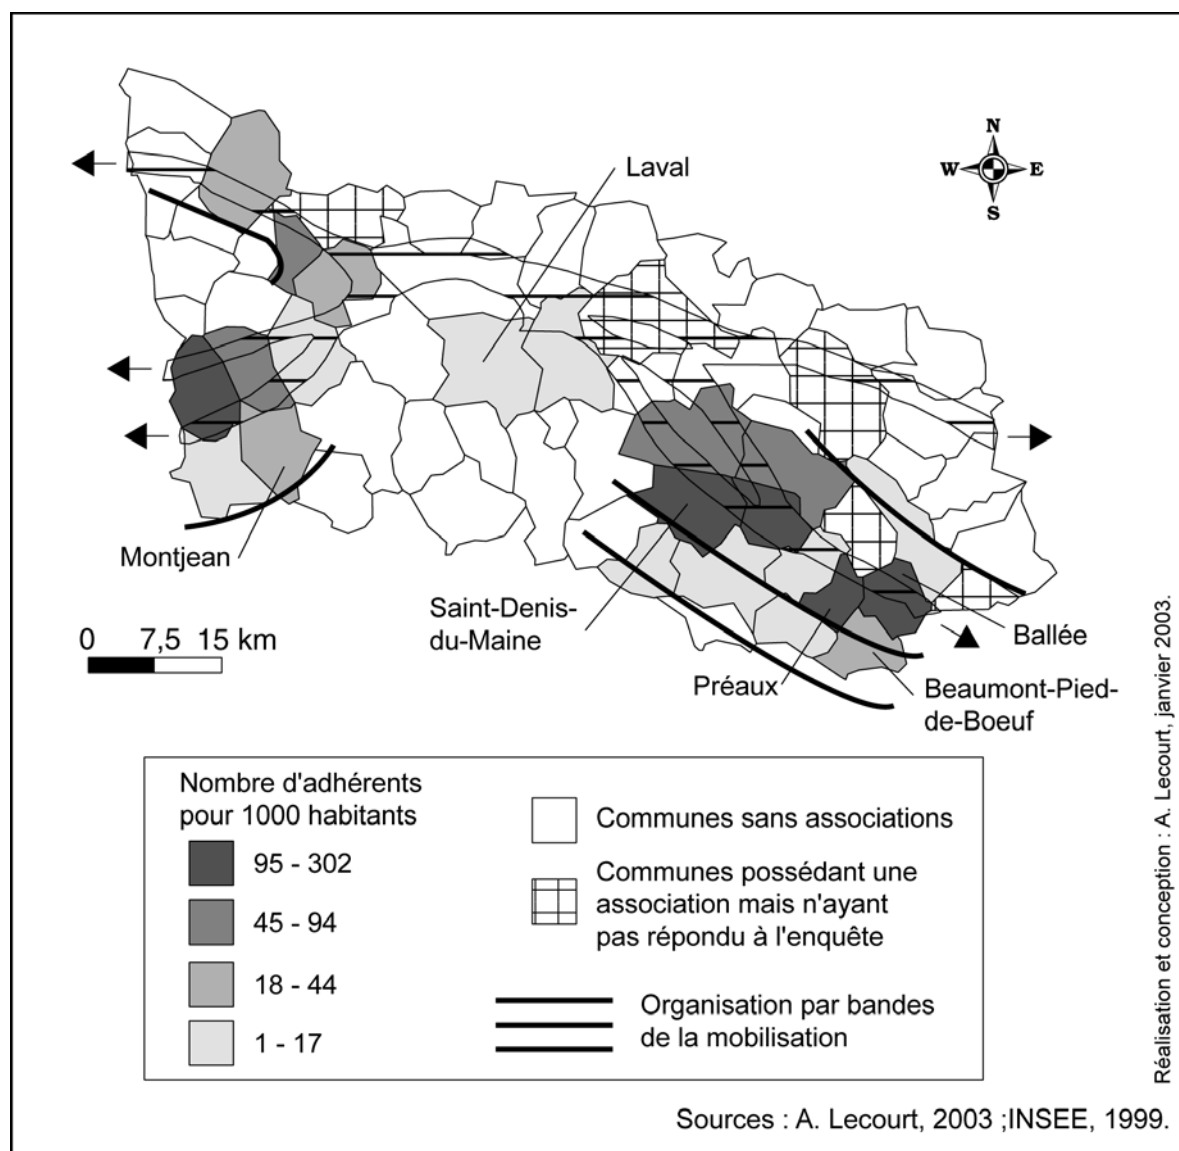 N
W E
S
Laval
Montjean
Saint-Denis-
du-Maine
Préaux
Ballée
Beaumont-Pied-
de-Boeuf
0 7,5 15 km
Nombre d'adhérents
pour 1000 habitants
95 - 302
45 - 94
18 - 44
1 - 17
Communes sans associations
Communes possédant une
association mais n'ayant
pas répondu à l'enquête
Organisation par bandes
de la mobilisation
Réalisation et conception : A. Lecourt, janvier 2003.
Sources : A. Lecourt, 2003 ;INSEE, 1999.